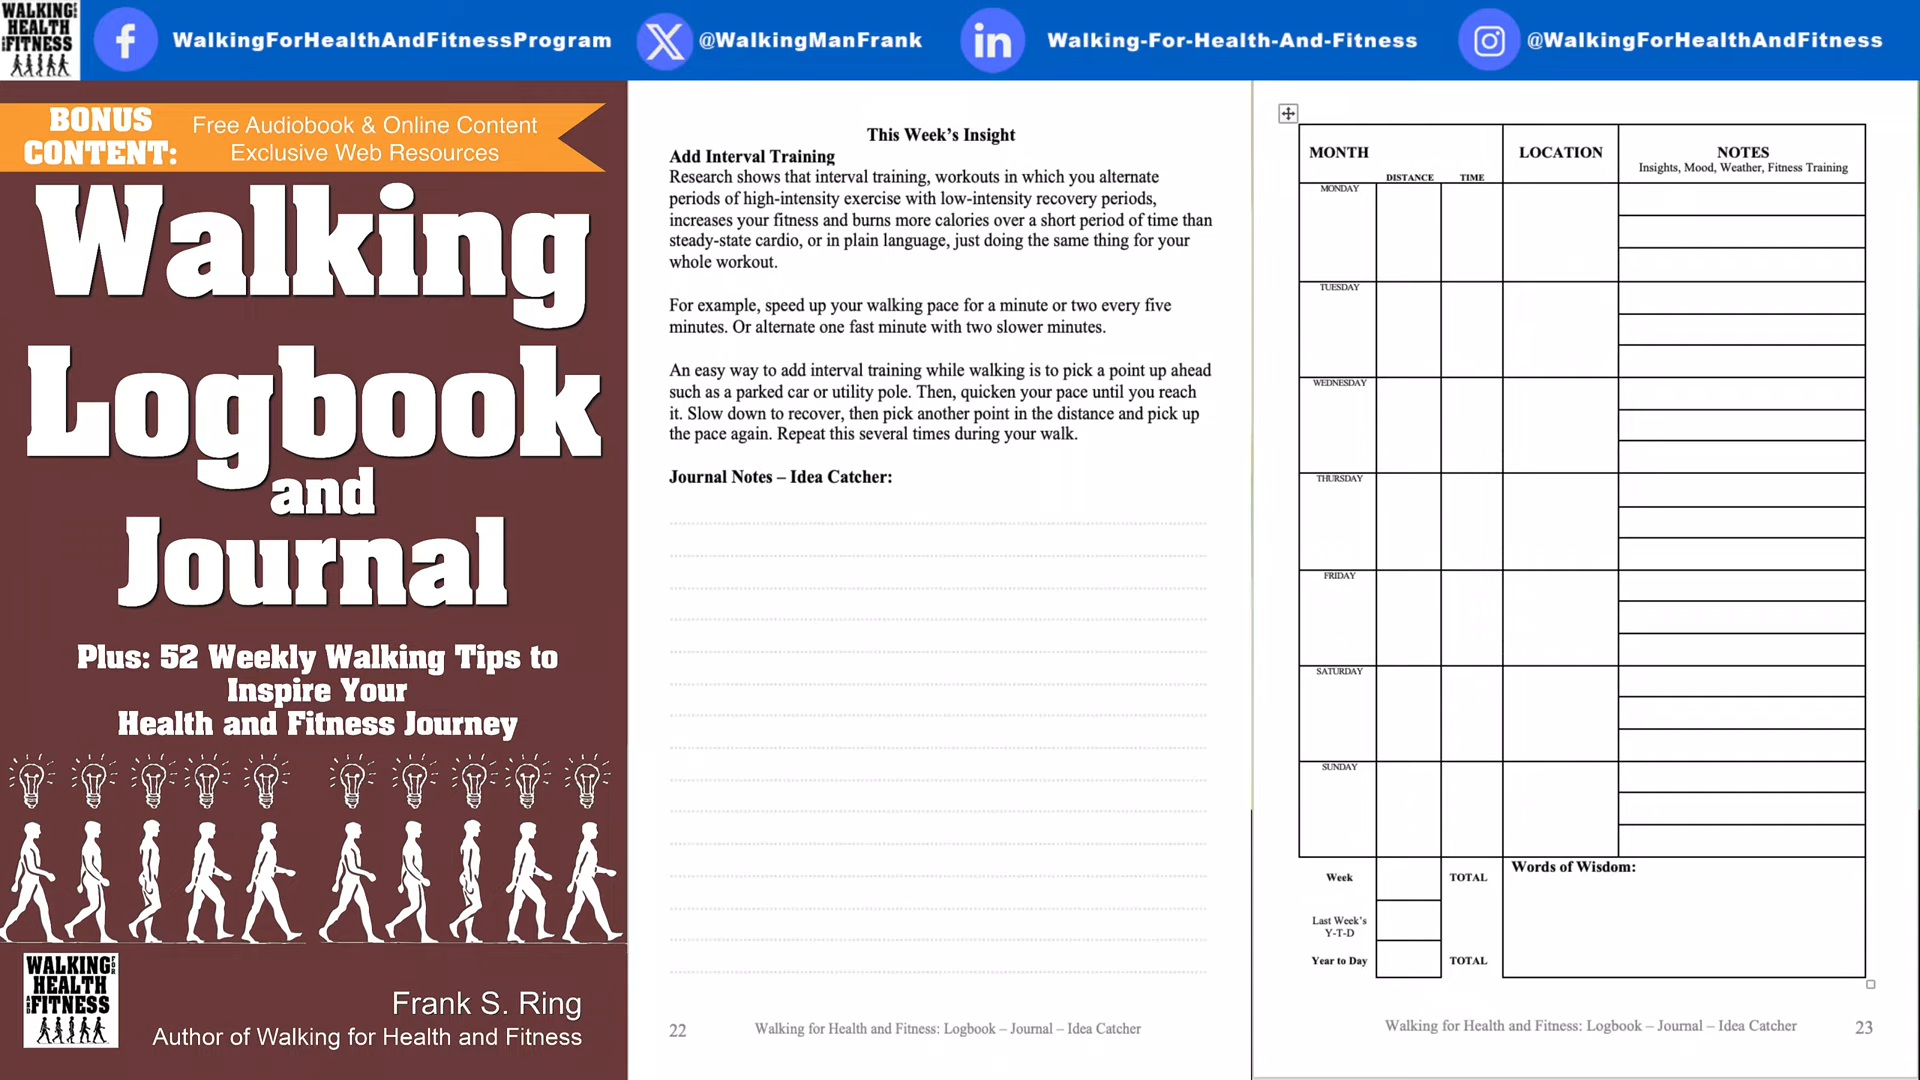 WALKING FOR
HEALTH
AND FITNESS
WalkingForHealthAndFitnessProgram
@WalkingManFrank
in
Walking-For-Health-And-Fitness
@WalkingForHealthAndFitness
BONUS
CONTENT:
Free Audiobook & Online Content
Exclusive Web Resources
Walking
Logbook
and
Journal
Plus: 52 Weekly Walking Tips to
Inspire Your
Health and Fitness Journey
WALKING FOR
HEALTH
AND FITNESS
Frank S. Ring
Author of Walking for Health and Fitness
This Week's Insight
Add Interval Training
Research shows that interval training, workouts in which you alternate
periods of high-intensity exercise with low-intensity recovery periods,
increases your fitness and burns more calories over a short period of time than
steady-state cardio, or in plain language, just doing the same thing for your
whole workout.
For example, speed up your walking pace for a minute or two every five
minutes. Or alternate one fast minute with two slower minutes.
An easy way to add interval training while walking is to pick a point up ahead
such as a parked car or utility pole. Then, quicken your pace until you reach
it. Slow down to recover, then pick another point in the distance and pick up
the pace again. Repeat this several times during your walk.
Journal Notes – Idea Catcher:
22 Walking for Health and Fitness: Logbook – Journal – Idea Catcher
MONTH
DISTANCE TIME
LOCATION
NOTES
Insights, Mood, Weather, Fitness Training
MONDAY
TUESDAY
WEDNESDAY
THURSDAY
FRIDAY
SATURDAY
SUNDAY
Week TOTAL
Last Week's
Y-T-D
Year to Day TOTAL
Words of Wisdom:
Walking for Health and Fitness: Logbook – Journal – Idea Catcher 23